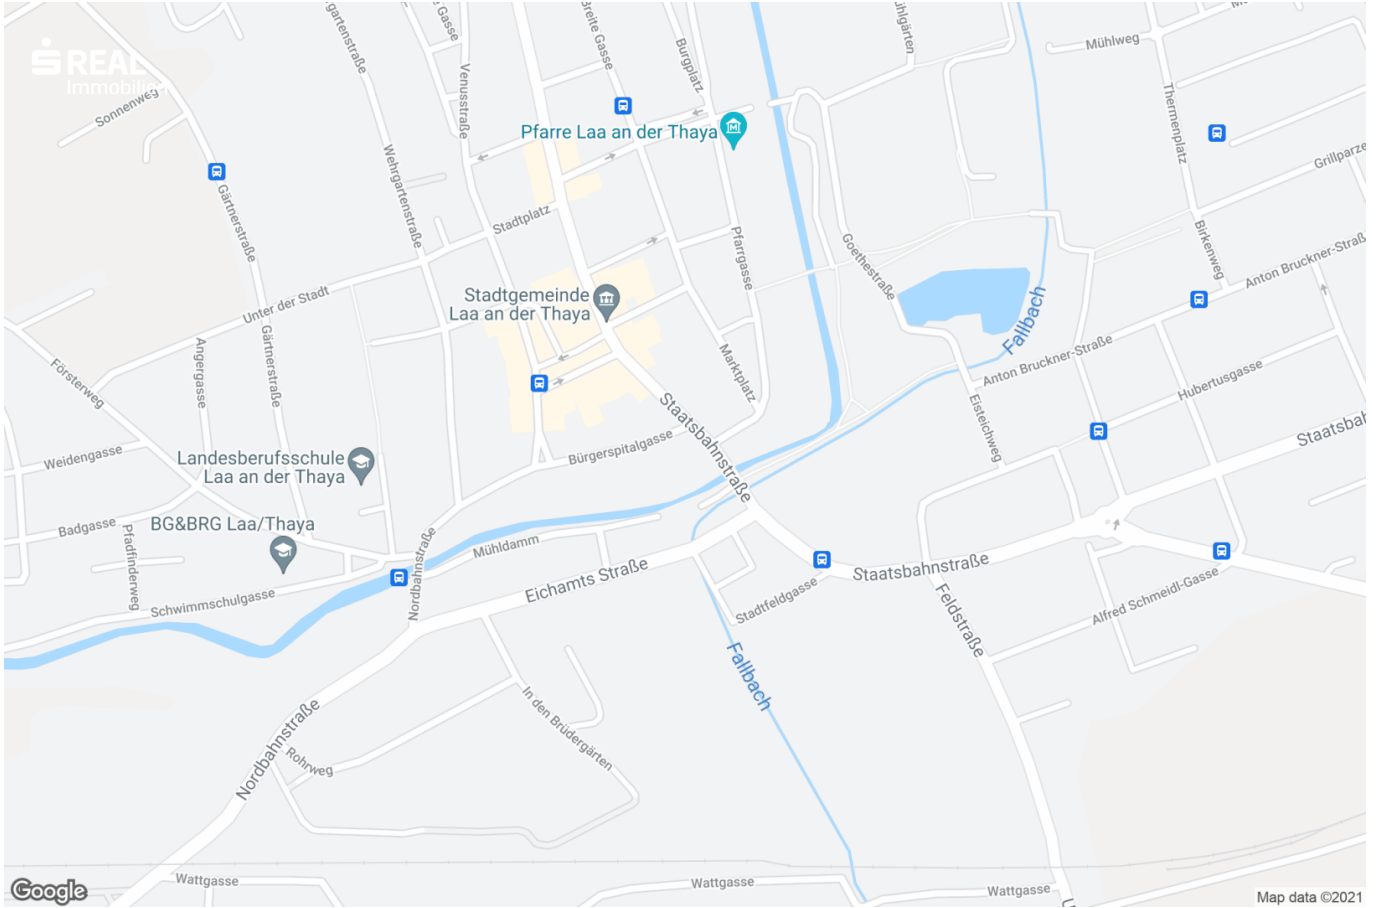 REAL
Immobilien
Sonnenweg
Wehrgartenstraße
Venusstraße
Breite Gasse
Burgplatz
Mühlweg
Thermenplatz
Pfarre Laa an der Thaya
Grillparze
Gärtnerstraße
Stadtplatz
Pfarrgasse
Goethestraße
Birkenweg
Anton Bruckner-Straß
Unter der Stadt
Stadtgemeinde
Laa an der Thaya
Fallbach
Gärtnerstraße
Angergasse
Försterweg
Marktplatz
Anton Bruckner-Straße
Hubertusgasse
Eisteichweg
Staatsbahnstraße
Staatsbah
Weidengasse
Landesberufsschule
Laa an der Thaya
Bürgerspitalgasse
Badgasse
Pfadfinderweg
BG&BRG Laa/Thaya
Mühldamm
Nordbahnstraße
Eichamts Straße
Schwimmschulgasse
Staatsbahnstraße
Stadtfeldgasse
Feldstraße
Alfred Schmeidl-Gasse
Fallbach
In den Brüdergärten
Nordbahnstraße
Rohrweg
Wattgasse
Wattgasse
Wattgasse
Google
Map data ©2021